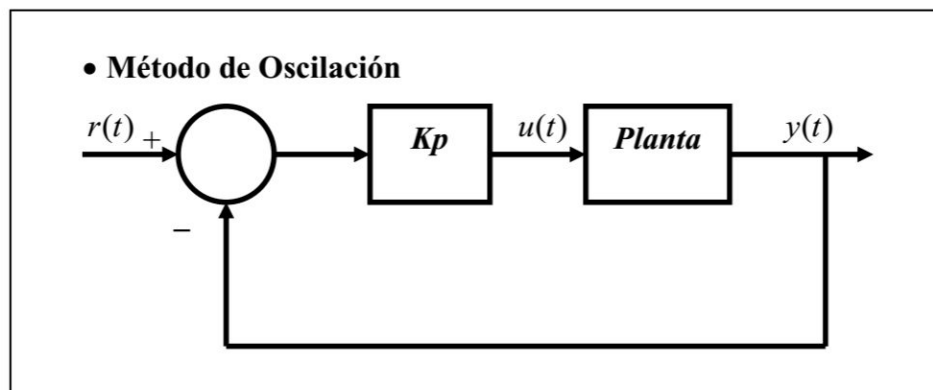 • Método de Oscilación
r(t) + Kp u(t) Planta y(t)
–